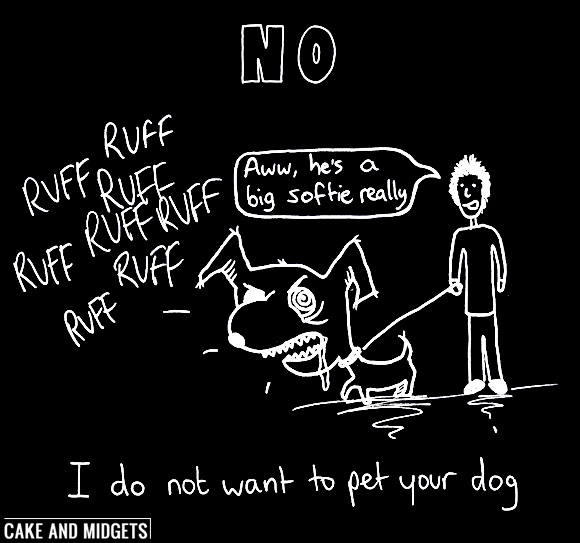 NO
RUFF
RUFF RUFF
RUFF RUFF
RUFF RUFF
RUFF
Aww, he's a
big softie really
I do not want to pet your dog
CAKE AND MIDGETS